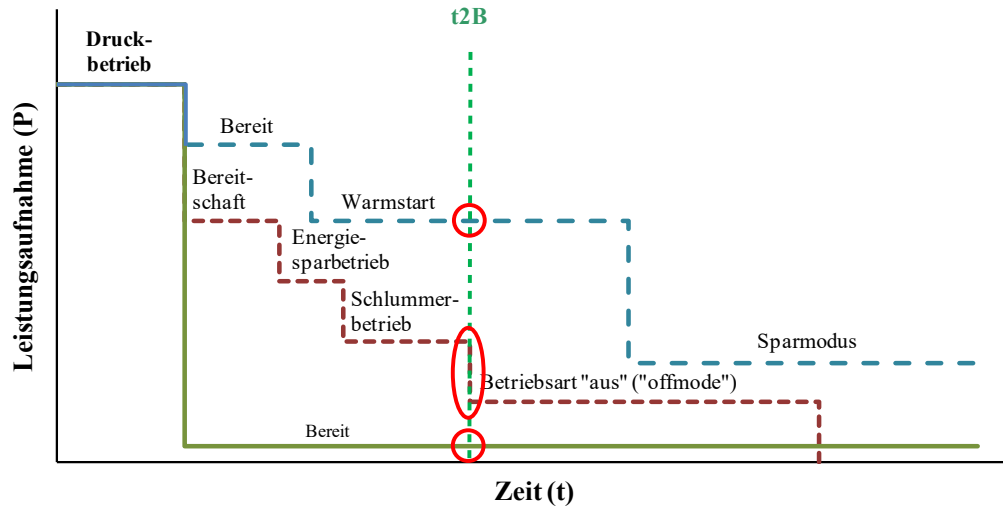 t2B
Druck-
betrieb
Bereit
Bereit-
schaft
Warmstart
Energie-
sparbetrieb
Schlummer-
betrieb
Sparmodus
Betriebsart "aus" ("offmode")
Bereit
Leistungsaufnahme (P)
Zeit (t)